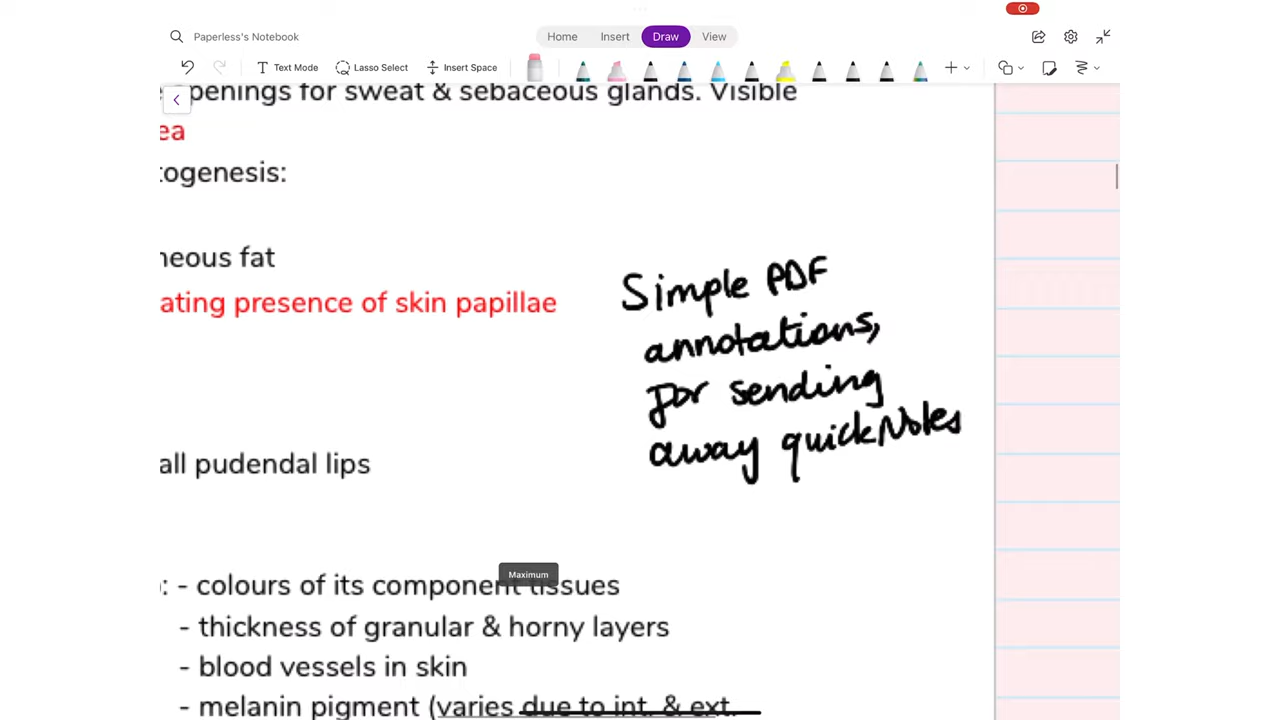 Paperless's Notebook
Home Insert Draw View
Text Mode Lasso Select Insert Space
openings for sweat & sebaceous glands. Visible
ea
togenesis:
neous fat
ating presence of skin papillae
Simple PDF
annotations,
for sending
away quickNotes
all pudendal lips
Maximum
: - colours of its component tissues
- thickness of granular & horny layers
- blood vessels in skin
- melanin pigment (varies due to int. & ext.